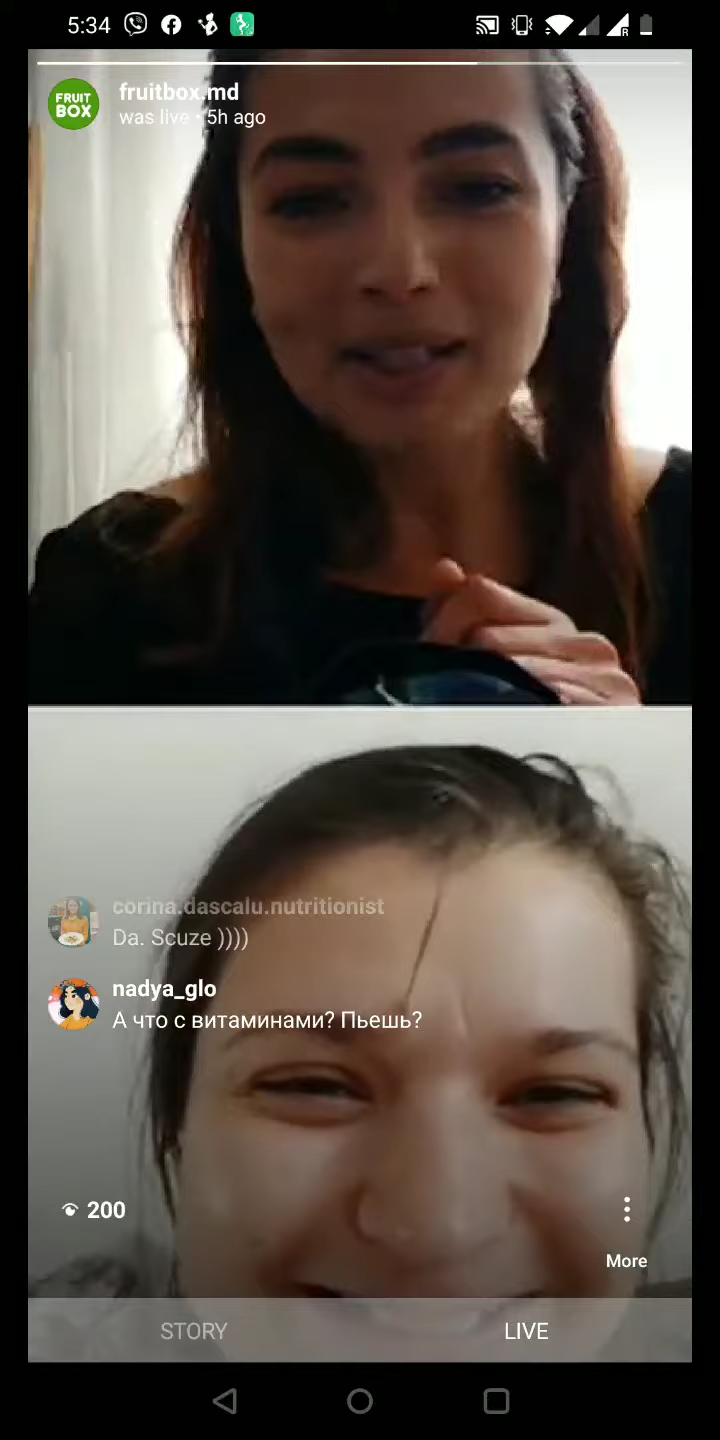 5:34
R
FRUIT
BOX
fruitbox.md
was live · 5h ago
corina.dascalu.nutritionist
Da. Scuze ))))
nadya_glo
А что с витаминами? Пьешь?
200
More
STORY
LIVE